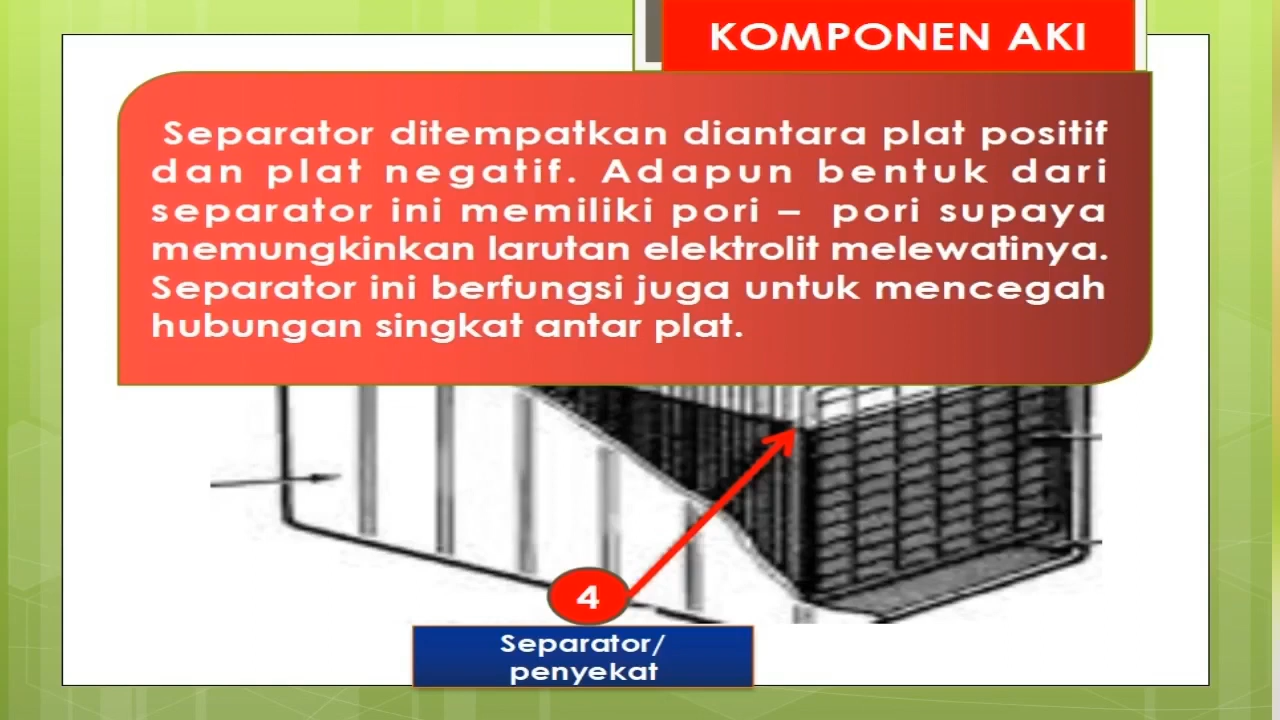 KOMPONEN AKI
Separator ditempatkan diantara plat positif
dan plat negatif. Adapun bentuk dari
separator ini memiliki pori – pori supaya
memungkinkan larutan elektrolit melewatinya.
Separator ini berfungsi juga untuk mencegah
hubungan singkat antar plat.
4
Separator/
penyekat